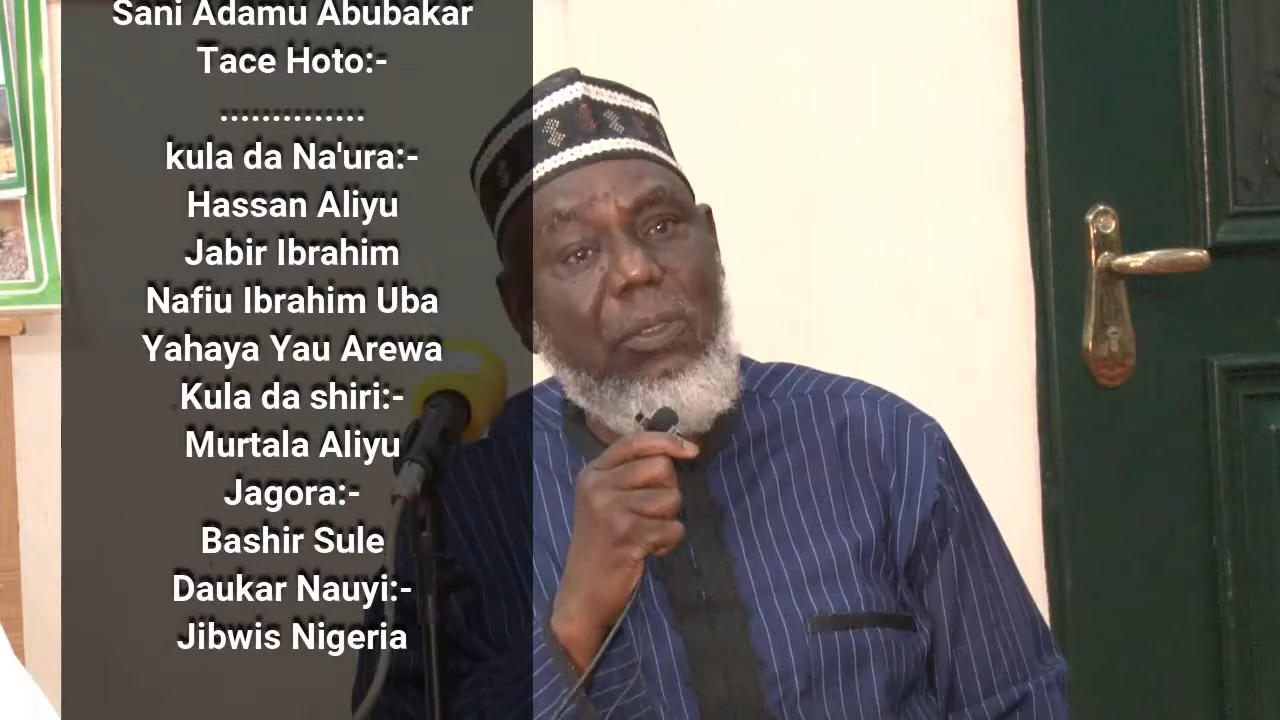 Sani Adamu Abubakar
Tace Hoto:-
..............
kula da Na'ura:-
Hassan Aliyu
Jabir Ibrahim
Nafiu Ibrahim Uba
Yahaya Yau Arewa
Kula da shiri:-
Murtala Aliyu
Jagora:-
Bashir Sule
Daukar Nauyi:-
Jibwis Nigeria